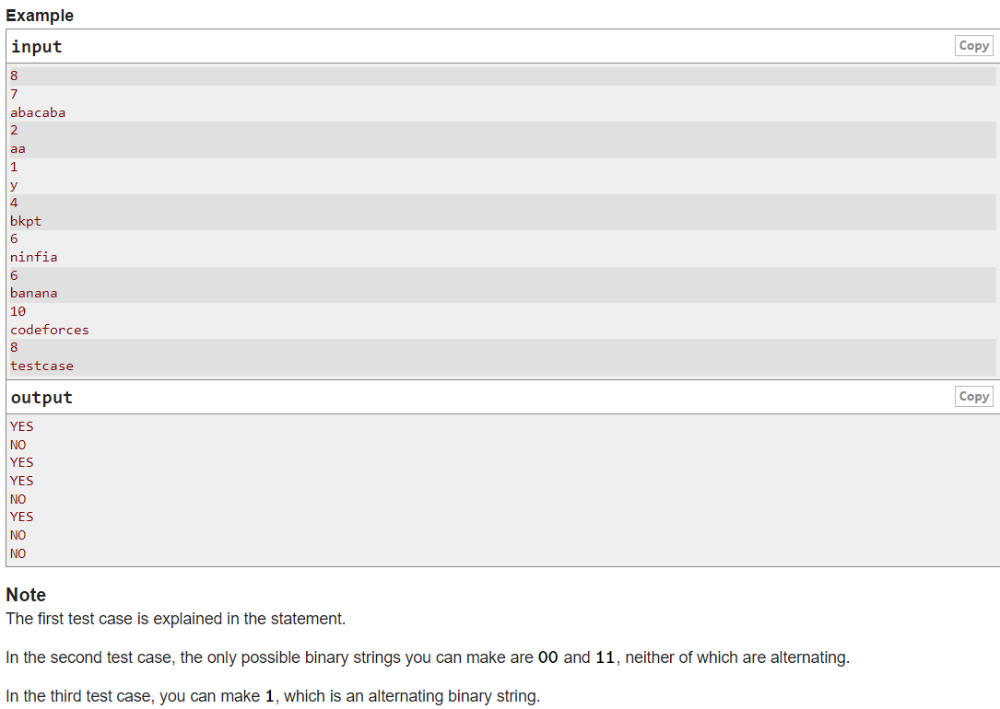 Example
input
Copy
8
7
abacaba
2
aa
1
y
4
bkpt
6
ninfia
6
banana
10
codeforces
8
testcase
output
Copy
YES
NO
YES
YES
NO
YES
NO
NO
Note
The first test case is explained in the statement.
In the second test case, the only possible binary strings you can make are 00 and 11, neither of which are alternating.
In the third test case, you can make 1, which is an alternating binary string.